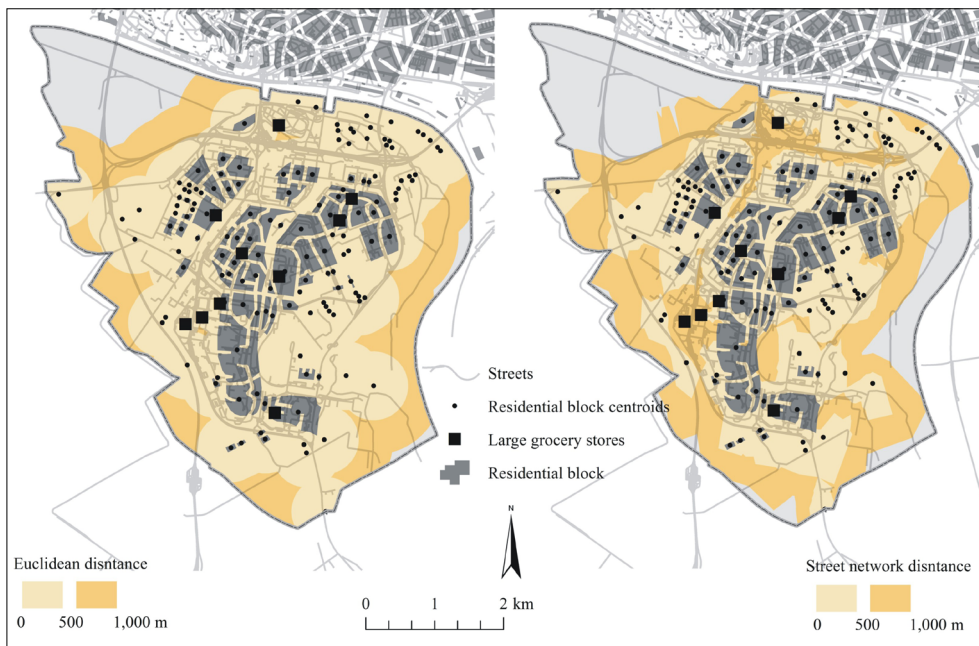 Streets
Residential block centroids
Large grocery stores
Residential block
N
Euclidean disntance
0 500 1,000 m
0 1 2 km
Street network disntance
0 500 1,000 m